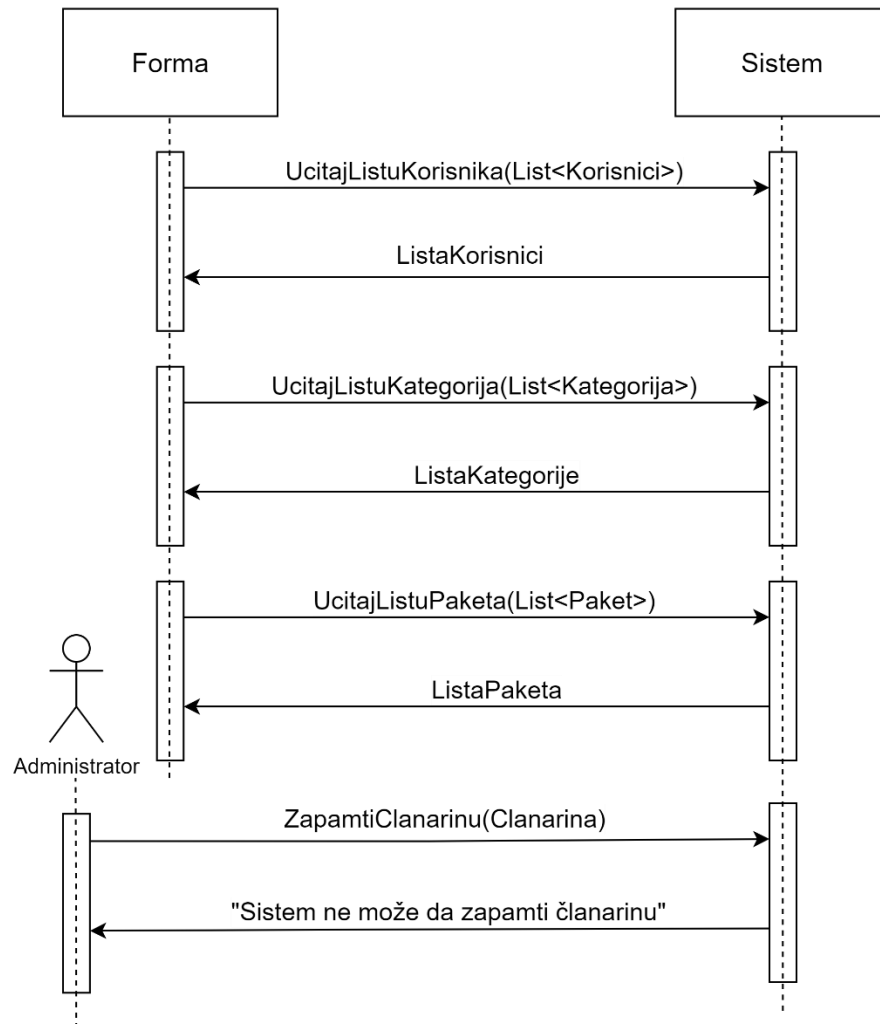 Forma
Sistem
UcitajListuKorisnika(List<Korisnici>)
ListaKorisnici
UcitajListuKategorija(List<Kategorija>)
ListaKategorije
UcitajListuPaketa(List<Paket>)
ListaPaketa
Administrator
ZapamtiClanarinu(Clanarina)
"Sistem ne može da zapamti članarinu"